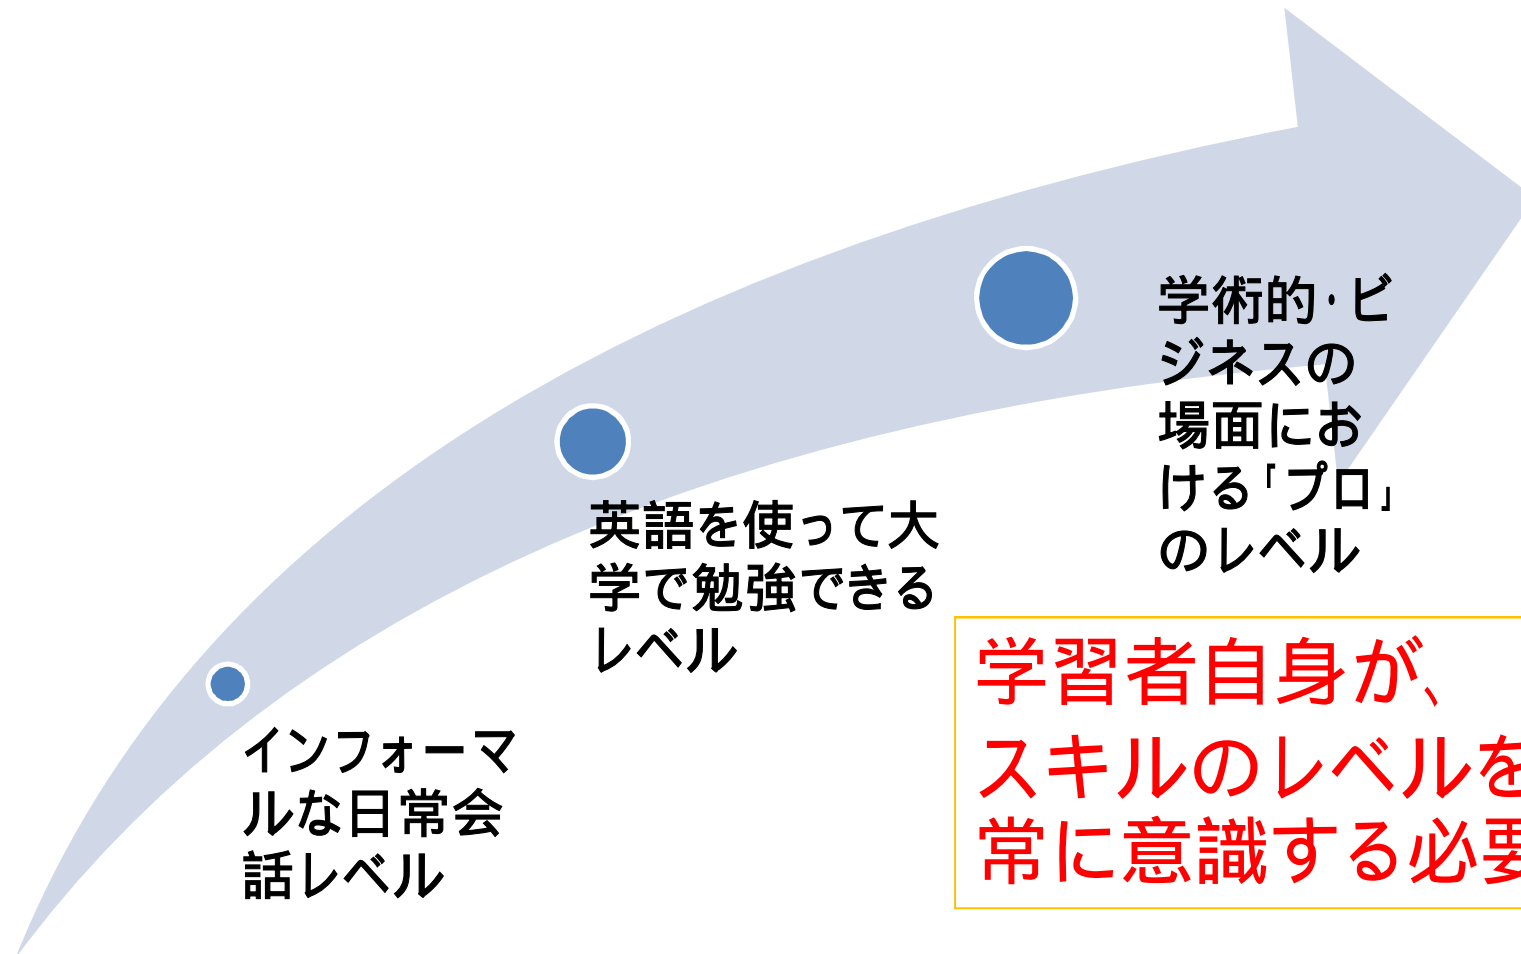 学術的・ビ
ジネスの
場面にお
ける「プロ」
のレベル
英語を使って大
学で勉強できる
レベル
インフォーマ
ルな日常会
話レベル
学習者自身が、
スキルのレベルを
常に意識する必要